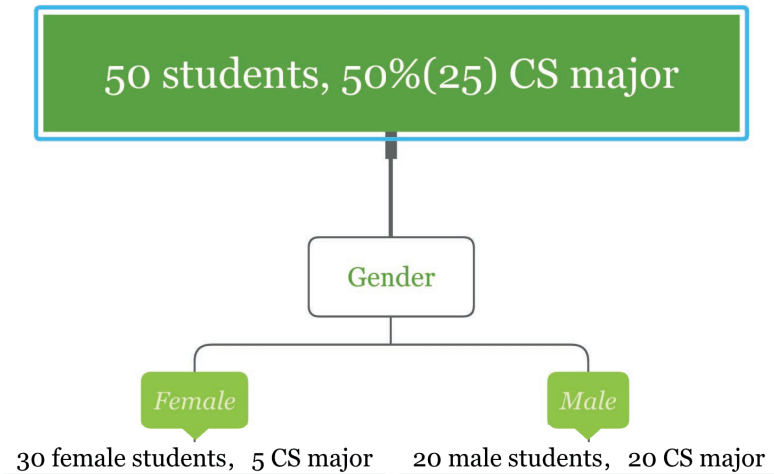 50 students, 50%(25) CS major
Gender
Female
Male
30 female students, 5 CS major
20 male students, 20 CS major